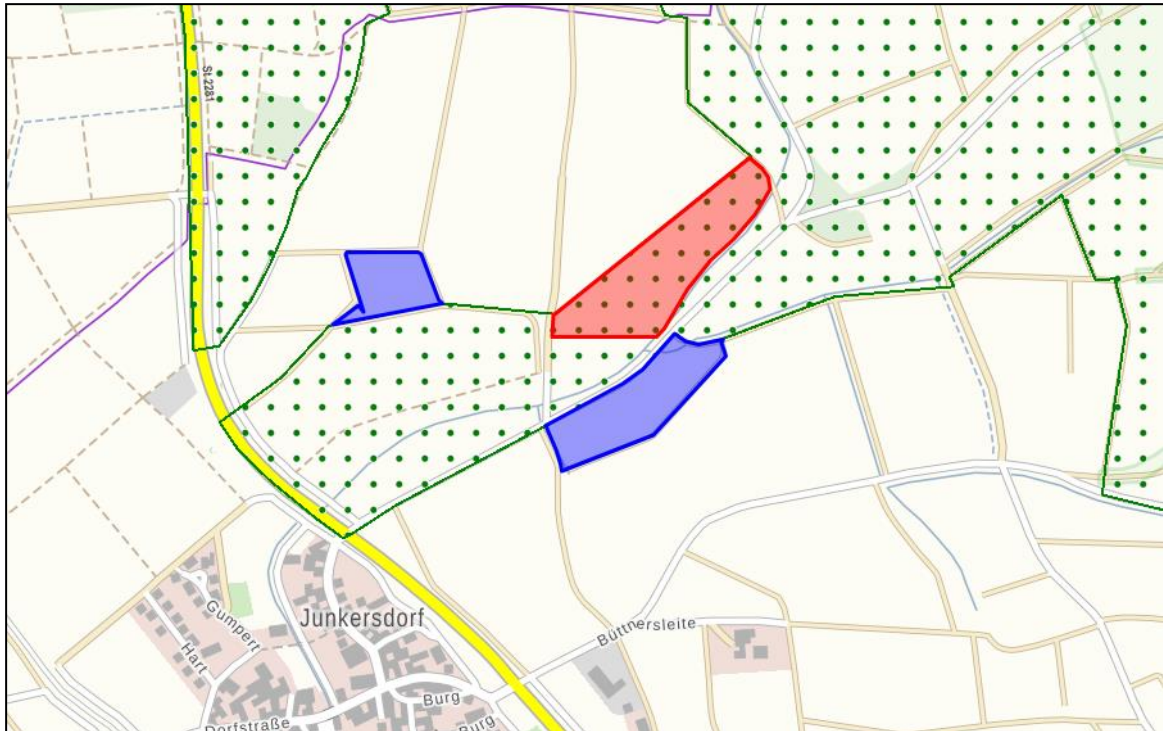 St 2281
Junkersdorf
Gumpert
Hart
Büttnersleite
Burg
Dorfstraße
Burg